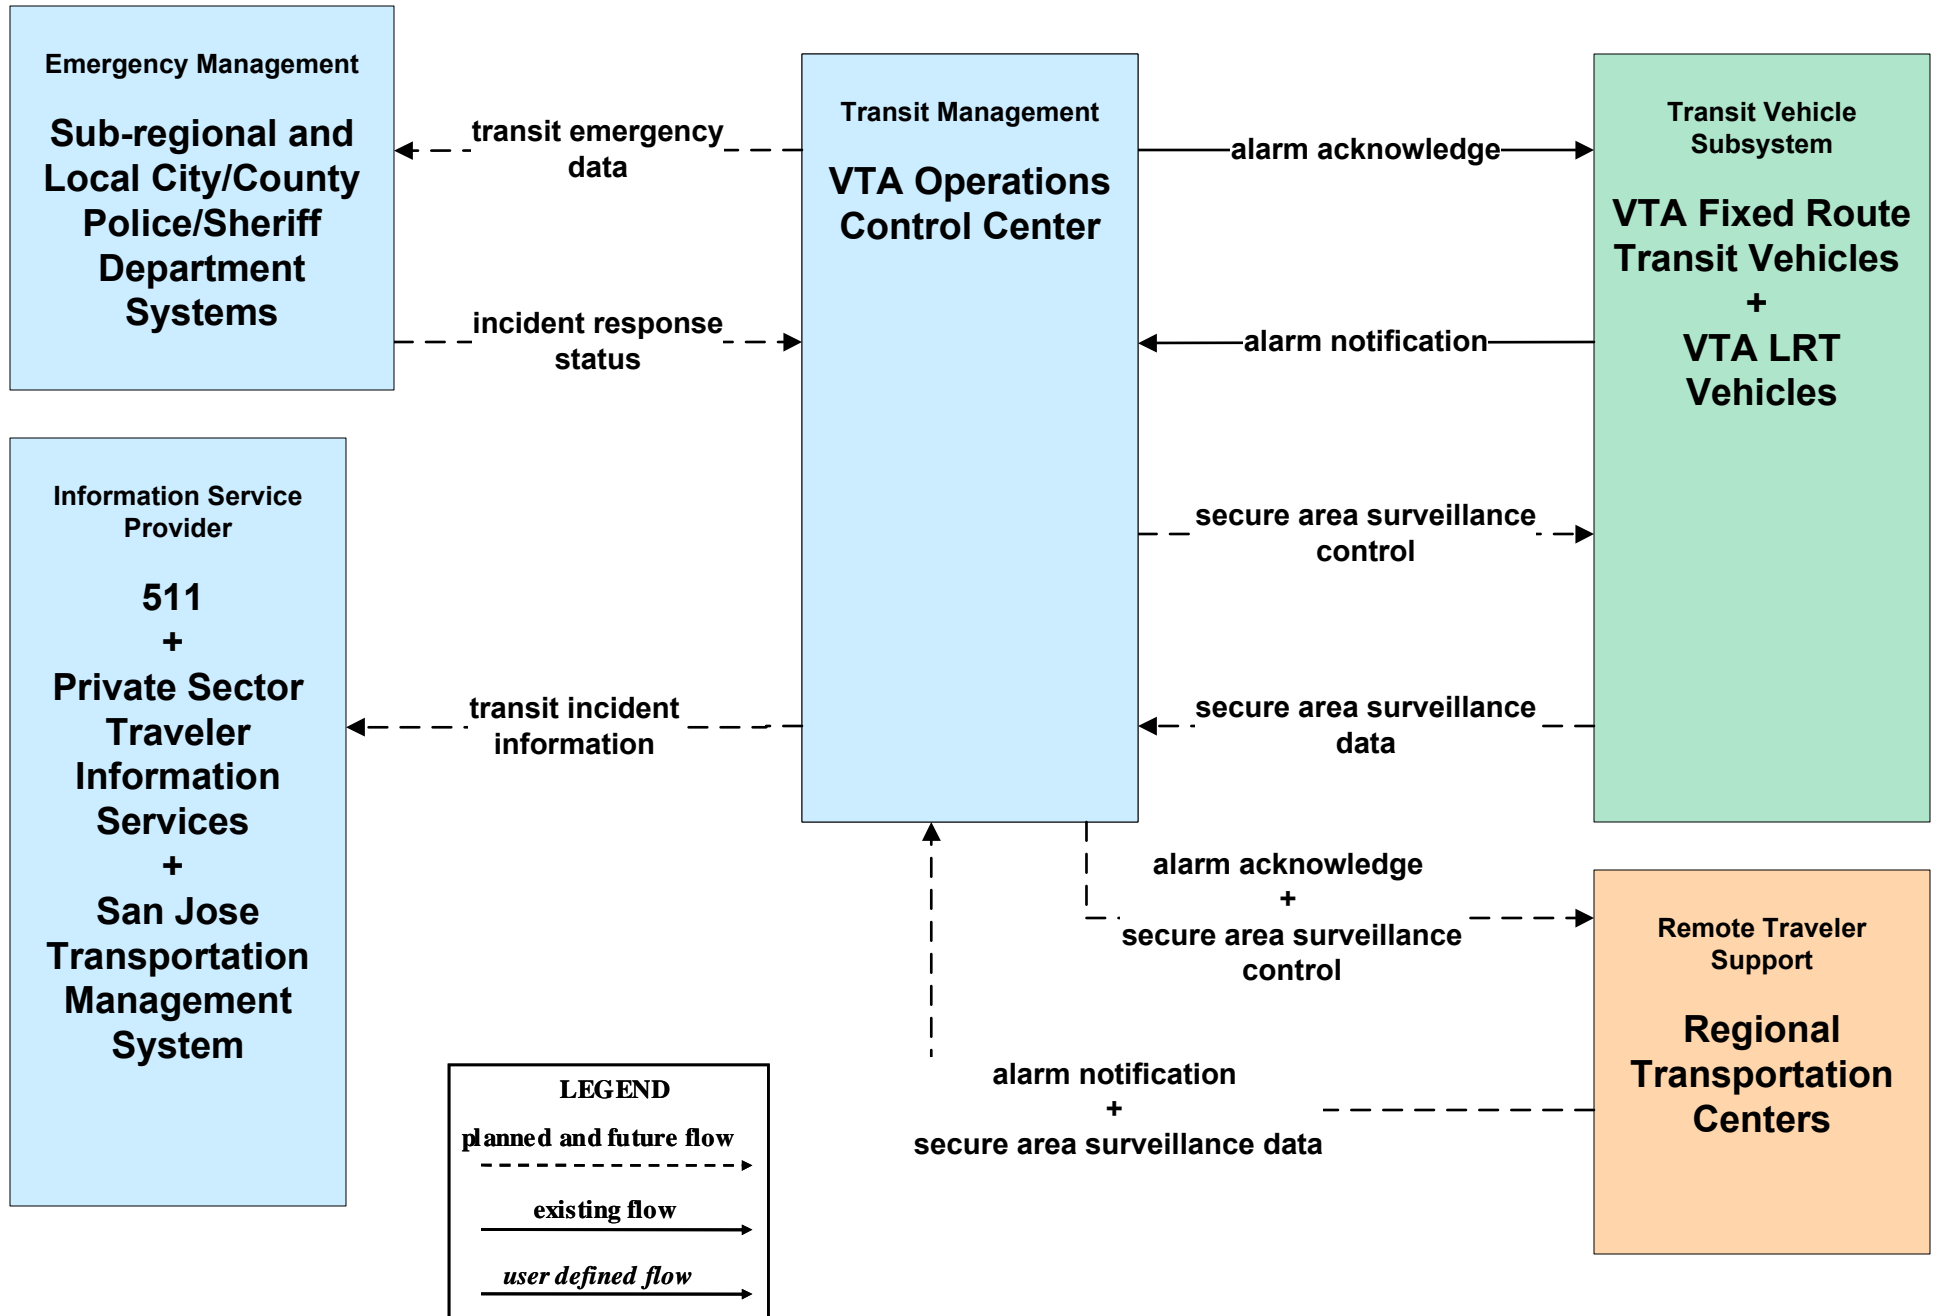 Emergency Management
Sub-regional and
Local City/County
Police/Sheriff
Department
Systems
transit emergency
data
incident response
status
Information Service
Provider
511
+
Private Sector
Traveler
Information
Services
+
San Jose
Transportation
Management
System
transit incident
information
Transit Management
VTA Operations
Control Center
alarm acknowledge
alarm notification
secure area surveillance
control
secure area surveillance
data
Transit Vehicle
Subsystem
VTA Fixed Route
Transit Vehicles
+
VTA LRT
Vehicles
alarm acknowledge
+
secure area surveillance
control
alarm notification
+
secure area surveillance data
Remote Traveler
Support
Regional
Transportation
Centers
LEGEND
planned and future flow
existing flow
user defined flow